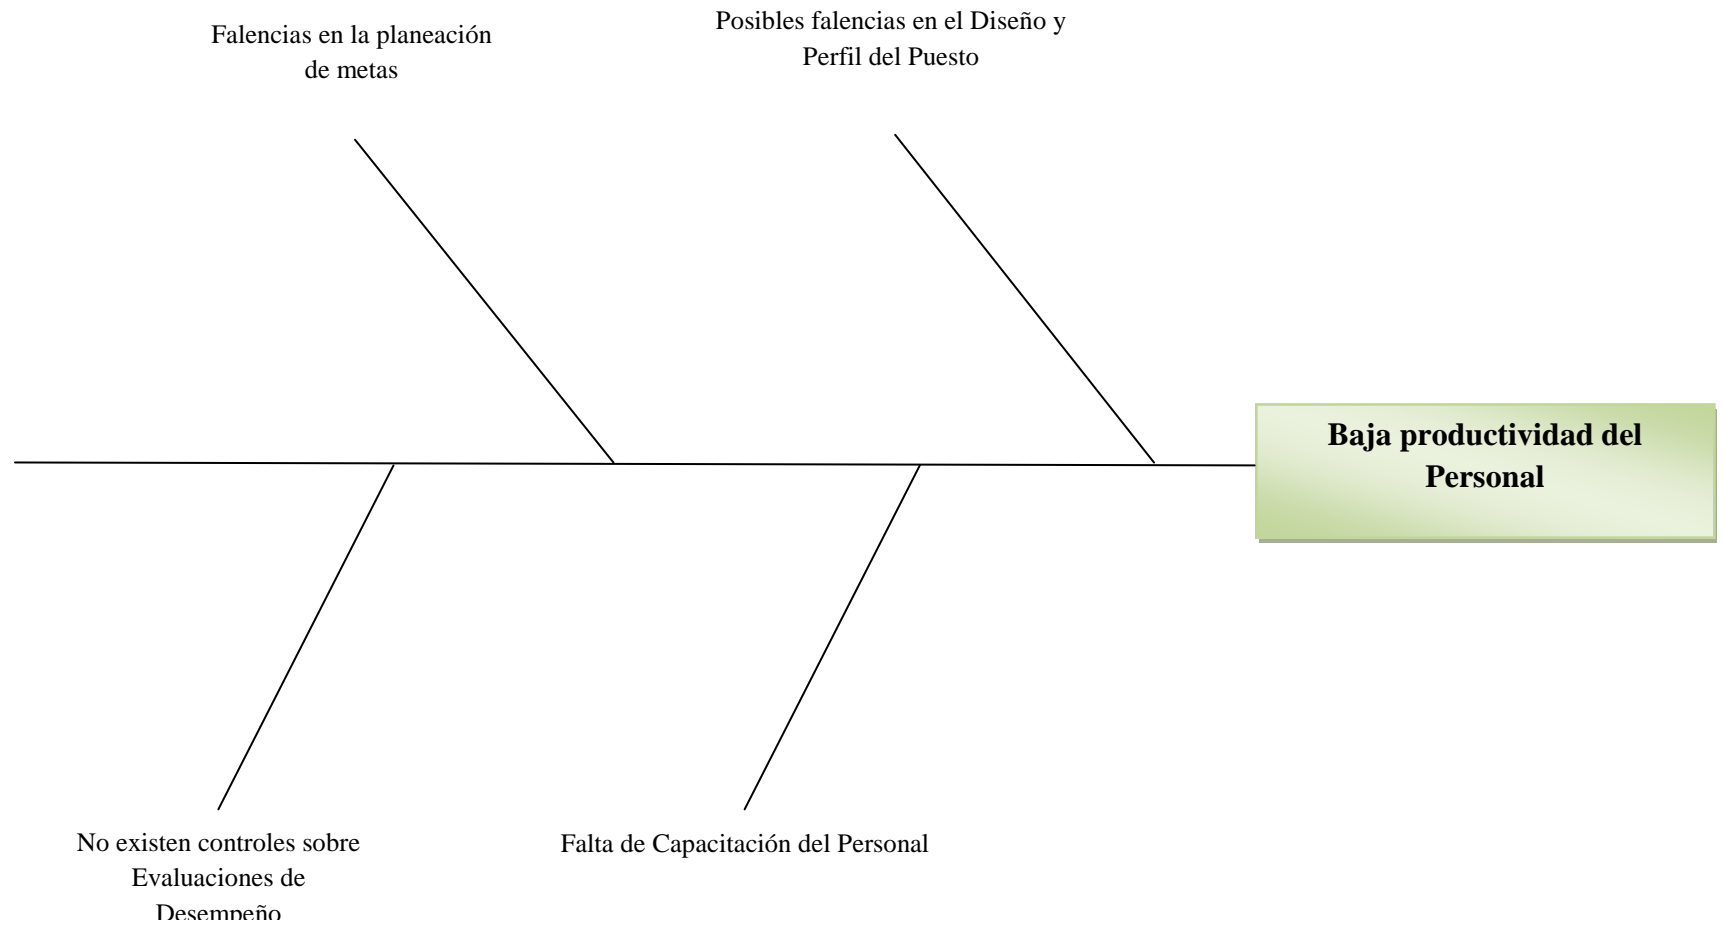 Falencias en la planeación
de metas
Posibles falencias en el Diseño y
Perfil del Puesto
Baja productividad del
Personal
No existen controles sobre
Evaluaciones de
Desempeño
Falta de Capacitación del Personal